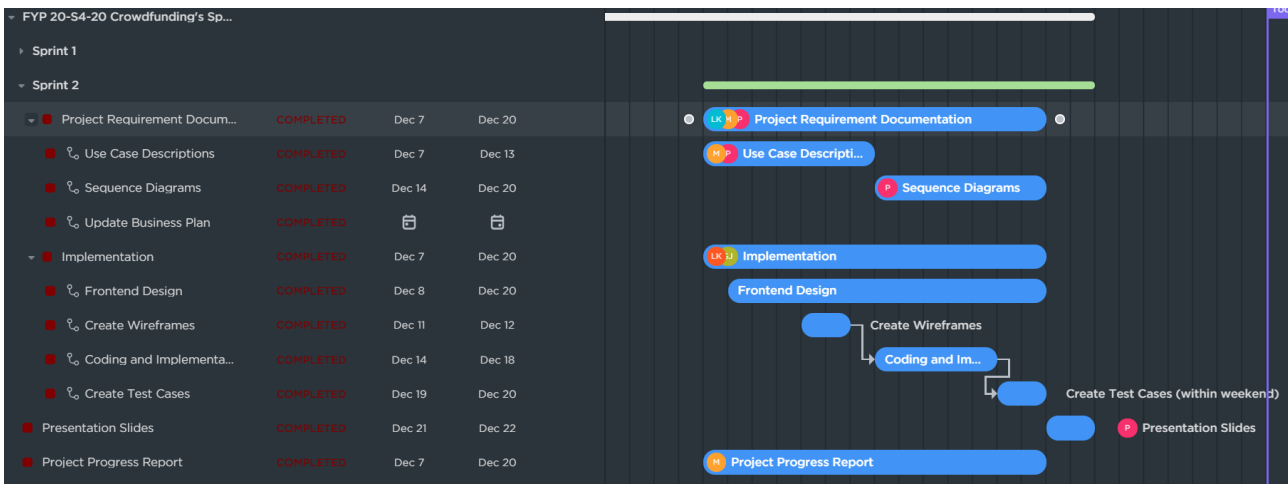 FYP 20-S4-20 Crowdfunding's Sp...
Sprint 1
Sprint 2
Project Requirement Docum... COMPLETED Dec 7 Dec 20 LK M P Project Requirement Documentation
Use Case Descriptions COMPLETED Dec 7 Dec 13 M P Use Case Descripti...
Sequence Diagrams COMPLETED Dec 14 Dec 20 P Sequence Diagrams
Update Business Plan COMPLETED
Implementation COMPLETED Dec 7 Dec 20 LK Implementation
Frontend Design COMPLETED Dec 8 Dec 20 Frontend Design
Create Wireframes COMPLETED Dec 11 Dec 12 Create Wireframes
Coding and Implementa... COMPLETED Dec 14 Dec 18 Coding and Im...
Create Test Cases COMPLETED Dec 19 Dec 20 Create Test Cases (within weekend)
Presentation Slides COMPLETED Dec 21 Dec 22 P Presentation Slides
Project Progress Report COMPLETED Dec 7 Dec 20 M Project Progress Report